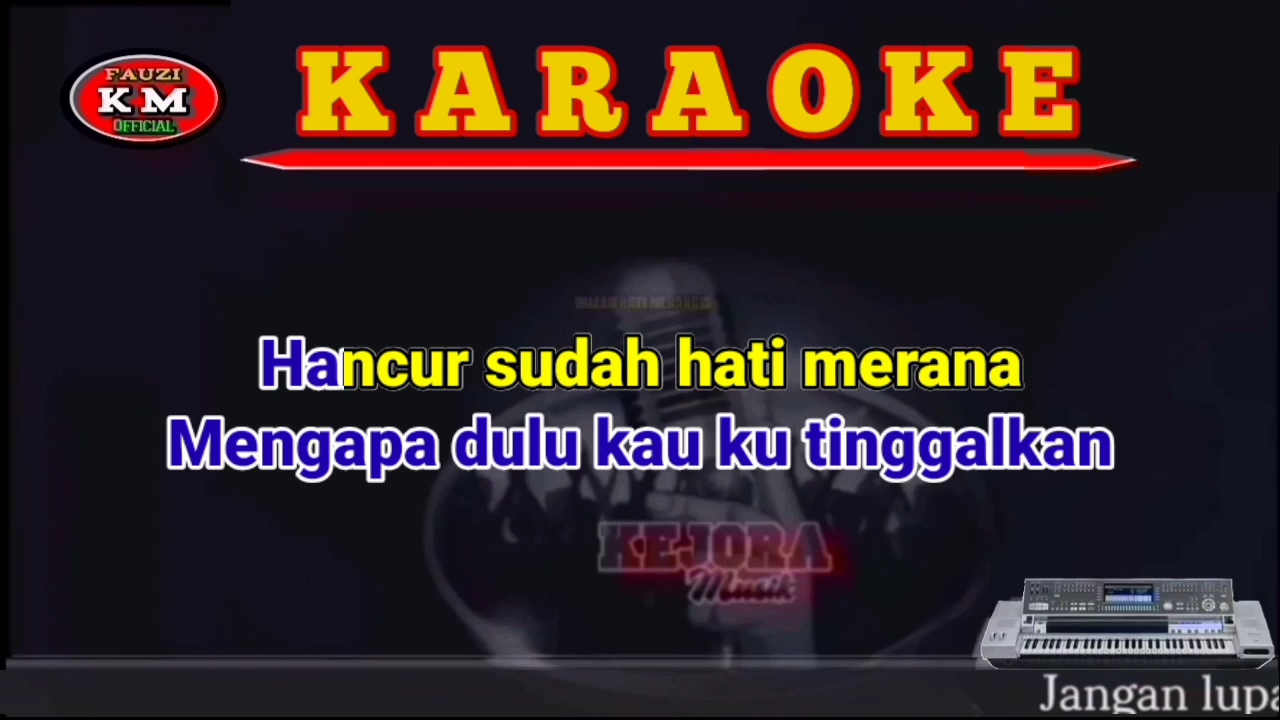 FAUZI
KM
OFFICIAL
KARAOKE
Hancur sudah hati merana
Mengapa dulu kau ku tinggalkan
KEJORA
Musik
Jangan lupa